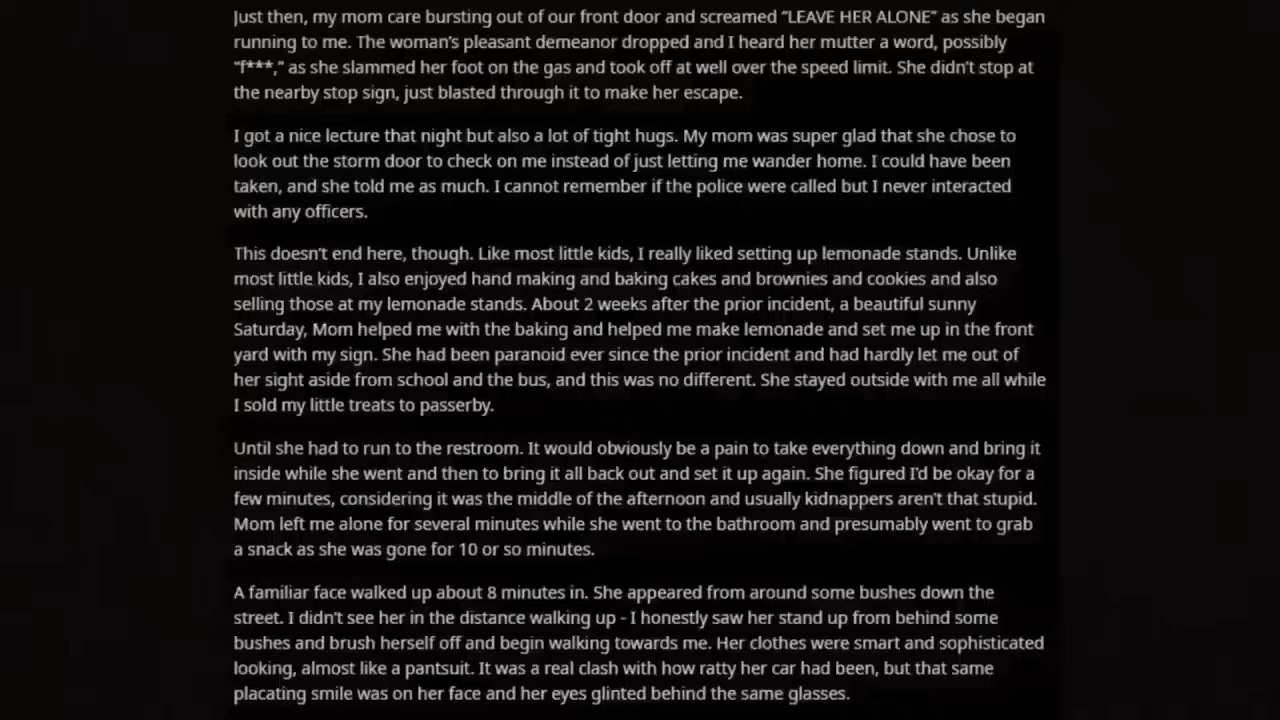 Just then, my mom care bursting out of our front door and screamed “LEAVE HER ALONE” as she began
running to me. The woman’s pleasant demeanor dropped and I heard her mutter a word, possibly
“f***,” as she slammed her foot on the gas and took off at well over the speed limit. She didn’t stop at
the nearby stop sign, just blasted through it to make her escape.
I got a nice lecture that night but also a lot of tight hugs. My mom was super glad that she chose to
look out the storm door to check on me instead of just letting me wander home. I could have been
taken, and she told me as much. I cannot remember if the police were called but I never interacted
with any officers.
This doesn’t end here, though. Like most little kids, I really liked setting up lemonade stands. Unlike
most little kids, I also enjoyed hand making and baking cakes and brownies and cookies and also
selling those at my lemonade stands. About 2 weeks after the prior incident, a beautiful sunny
Saturday, Mom helped me with the baking and helped me make lemonade and set me up in the front
yard with my sign. She had been paranoid ever since the prior incident and had hardly let me out of
her sight aside from school and the bus, and this was no different. She stayed outside with me all while
I sold my little treats to passerby.
Until she had to run to the restroom. It would obviously be a pain to take everything down and bring it
inside while she went and then to bring it all back out and set it up again. She figured I’d be okay for a
few minutes, considering it was the middle of the afternoon and usually kidnappers aren’t that stupid.
Mom left me alone for several minutes while she went to the bathroom and presumably went to grab
a snack as she was gone for 10 or so minutes.
A familiar face walked up about 8 minutes in. She appeared from around some bushes down the
street. I didn’t see her in the distance walking up - I honestly saw her stand up from behind some
bushes and brush herself off and begin walking towards me. Her clothes were smart and sophisticated
looking, almost like a pantsuit. It was a real clash with how ratty her car had been, but that same
placating smile was on her face and her eyes glinted behind the same glasses.